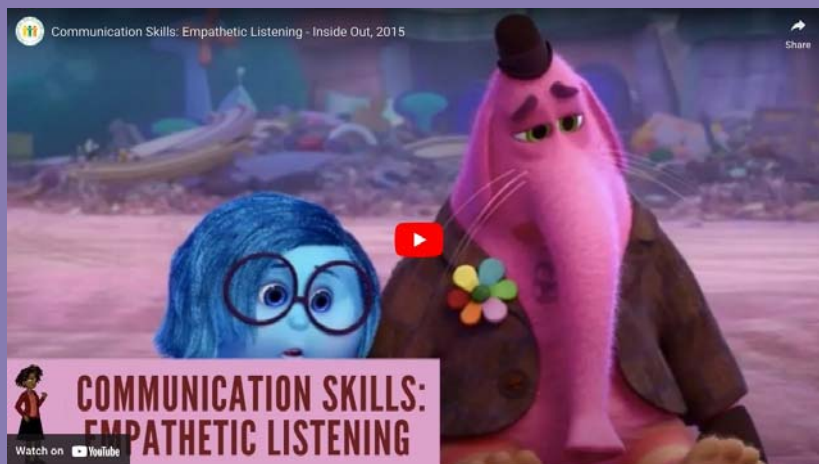 Communication Skills: Empathetic Listening - Inside Out, 2015
Share
COMMUNICATION SKILLS:
EMPATHETIC LISTENING
Watch on YouTube